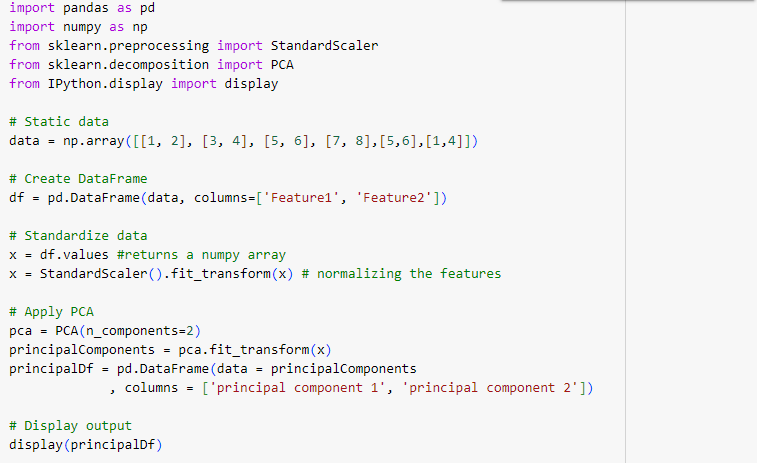 import pandas as pd
import numpy as np
from sklearn.preprocessing import StandardScaler
from sklearn.decomposition import PCA
from IPython.display import display
# Static data
data = np.array([[1, 2], [3, 4], [5, 6], [7, 8],[5,6],[1,4]])
# Create DataFrame
df = pd.DataFrame(data, columns=['Feature1', 'Feature2'])
# Standardize data
x = df.values #returns a numpy array
x = StandardScaler().fit_transform(x) # normalizing the features
# Apply PCA
pca = PCA(n_components=2)
principalComponents = pca.fit_transform(x)
principalDf = pd.DataFrame(data = principalComponents
, columns = ['principal component 1', 'principal component 2'])
# Display output
display(principalDf)